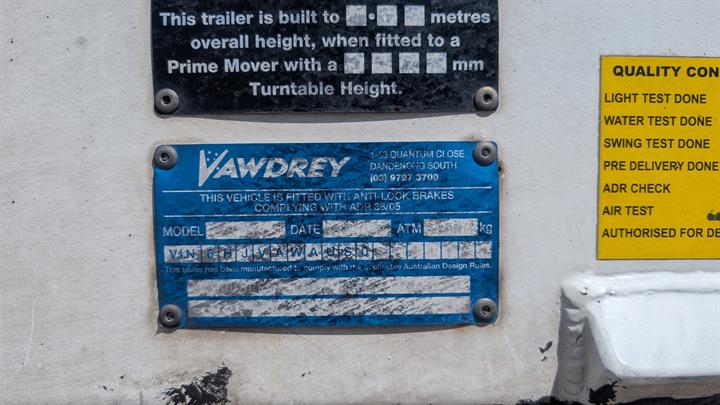 This trailer is built to metres
overall height, when fitted to a
Prime Mover with a mm
Turntable Height.
VAWDREY
1-53 QUANTUM CLOSE
DANDENONG SOUTH
(03) 9797 3700
THIS VEHICLE IS FITTED WITH ANTI-LOCK BRAKES
COMPLYING WITH ADR 38/05
MODEL DATE ATM kg
VIN
This trailer has been manufactured to comply with the applicable Australian Design Rules.
QUALITY CON
LIGHT TEST DONE
WATER TEST DONE
SWING TEST DONE
PRE DELIVERY DONE
ADR CHECK
AIR TEST
AUTHORISED FOR DE